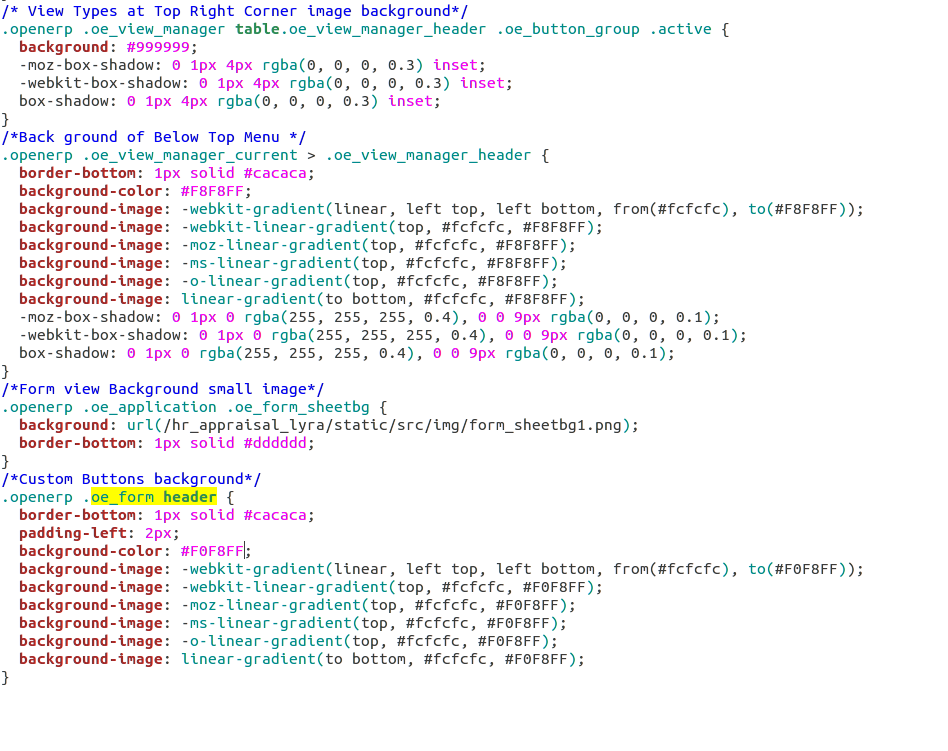 /* View Types at Top Right Corner image background*/
.openerp .oe_view_manager table.oe_view_manager_header .oe_button_group .active {
  background: #999999;
  -moz-box-shadow: 0 1px 4px rgba(0, 0, 0, 0.3) inset;
  -webkit-box-shadow: 0 1px 4px rgba(0, 0, 0, 0.3) inset;
  box-shadow: 0 1px 4px rgba(0, 0, 0, 0.3) inset;
}
/*Back ground of Below Top Menu */
.openerp .oe_view_manager_current > .oe_view_manager_header {
  border-bottom: 1px solid #cacaca;
  background-color: #F8F8FF;
  background-image: -webkit-gradient(linear, left top, left bottom, from(#fcfcfc), to(#F8F8FF));
  background-image: -webkit-linear-gradient(top, #fcfcfc, #F8F8FF);
  background-image: -moz-linear-gradient(top, #fcfcfc, #F8F8FF);
  background-image: -ms-linear-gradient(top, #fcfcfc, #F8F8FF);
  background-image: -o-linear-gradient(top, #fcfcfc, #F8F8FF);
  background-image: linear-gradient(to bottom, #fcfcfc, #F8F8FF);
  -moz-box-shadow: 0 1px 0 rgba(255, 255, 255, 0.4), 0 0 9px rgba(0, 0, 0, 0.1);
  -webkit-box-shadow: 0 1px 0 rgba(255, 255, 255, 0.4), 0 0 9px rgba(0, 0, 0, 0.1);
  box-shadow: 0 1px 0 rgba(255, 255, 255, 0.4), 0 0 9px rgba(0, 0, 0, 0.1);
}
/*Form view Background small image*/
.openerp .oe_application .oe_form_sheetbg {
  background: url(/hr_appraisal_lyra/static/src/img/form_sheetbg1.png);
  border-bottom: 1px solid #dddddd;
}
/*Custom Buttons background*/
.openerp .oe_form header {
  border-bottom: 1px solid #cacaca;
  padding-left: 2px;
  background-color: #F0F8FF;
  background-image: -webkit-gradient(linear, left top, left bottom, from(#fcfcfc), to(#F0F8FF));
  background-image: -webkit-linear-gradient(top, #fcfcfc, #F0F8FF);
  background-image: -moz-linear-gradient(top, #fcfcfc, #F0F8FF);
  background-image: -ms-linear-gradient(top, #fcfcfc, #F0F8FF);
  background-image: -o-linear-gradient(top, #fcfcfc, #F0F8FF);
  background-image: linear-gradient(to bottom, #fcfcfc, #F0F8FF);
}